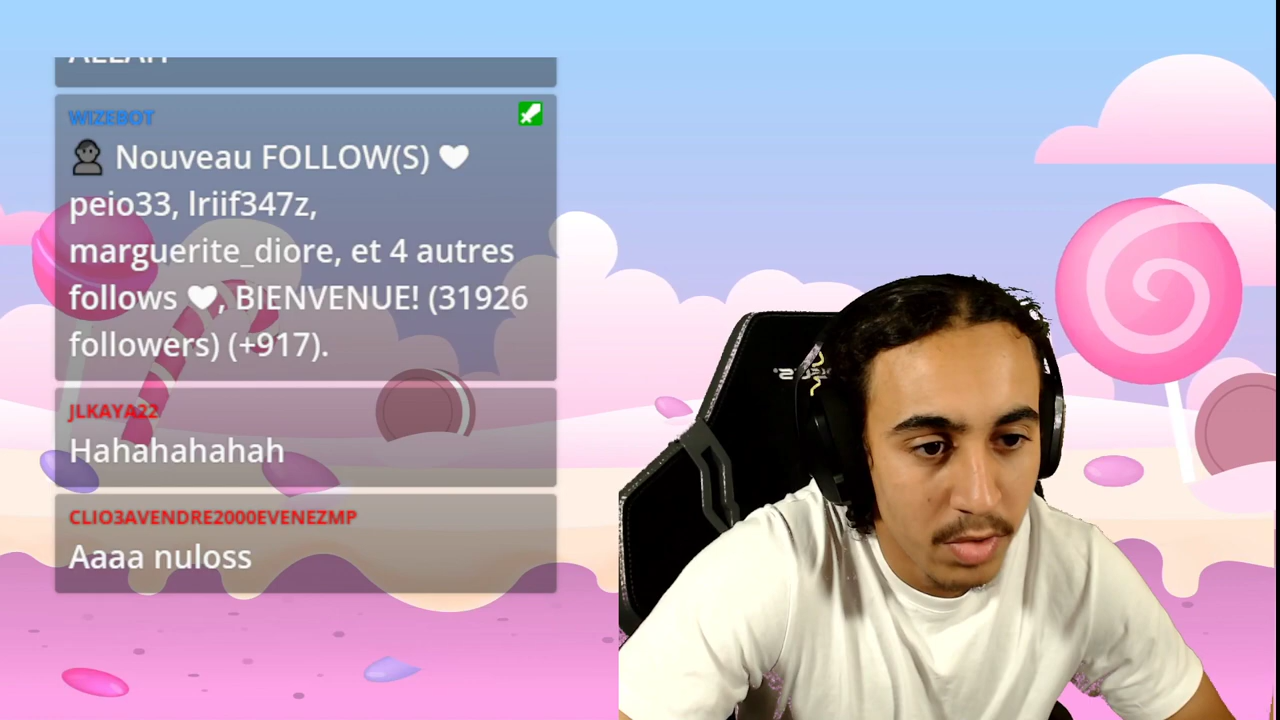 ALLAH
WIZEBOT
Nouveau FOLLOW(S)
peio33, lriif347z,
marguerite_diore, et 4 autres
follows, BIENVENUE! (31926
followers) (+917).
JLKAYA22
Hahahahahah
CLIO3AVENDRE2000EVENEZMP
Aaaa nuloss